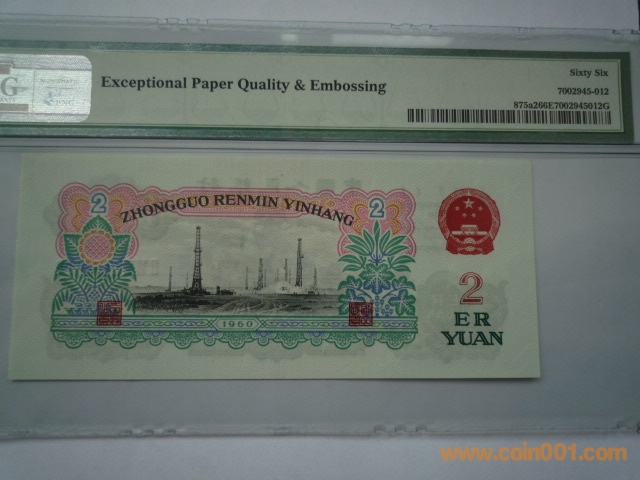 G
Exceptional Paper Quality & Embossing
Sixty Six
7002945-012
875a266E7002945012G
ZHONGGUO RENMIN YINHANG
2
2
2
ER
YUAN
1960
www.coin001.com